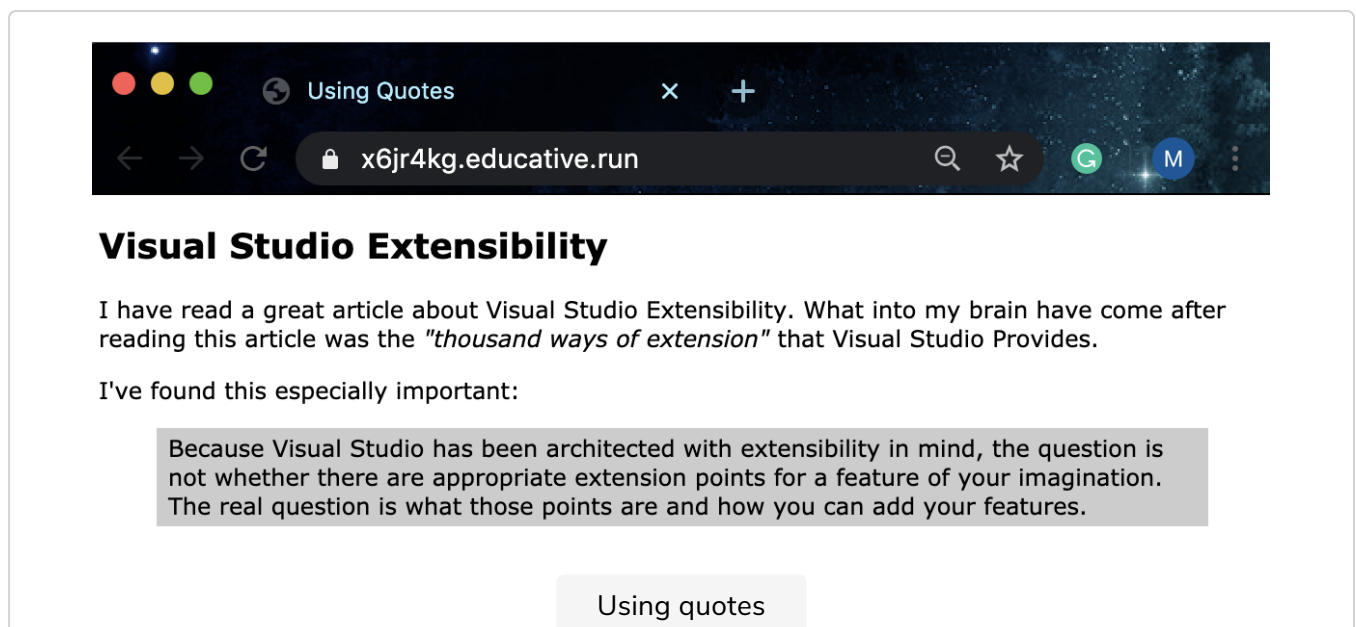 Using Quotes
x6jr4kg.educative.run
G
M
Visual Studio Extensibility
I have read a great article about Visual Studio Extensibility. What into my brain have come after
reading this article was the "thousand ways of extension" that Visual Studio Provides.
I've found this especially important:
Because Visual Studio has been architected with extensibility in mind, the question is
not whether there are appropriate extension points for a feature of your imagination.
The real question is what those points are and how you can add your features.
Using quotes